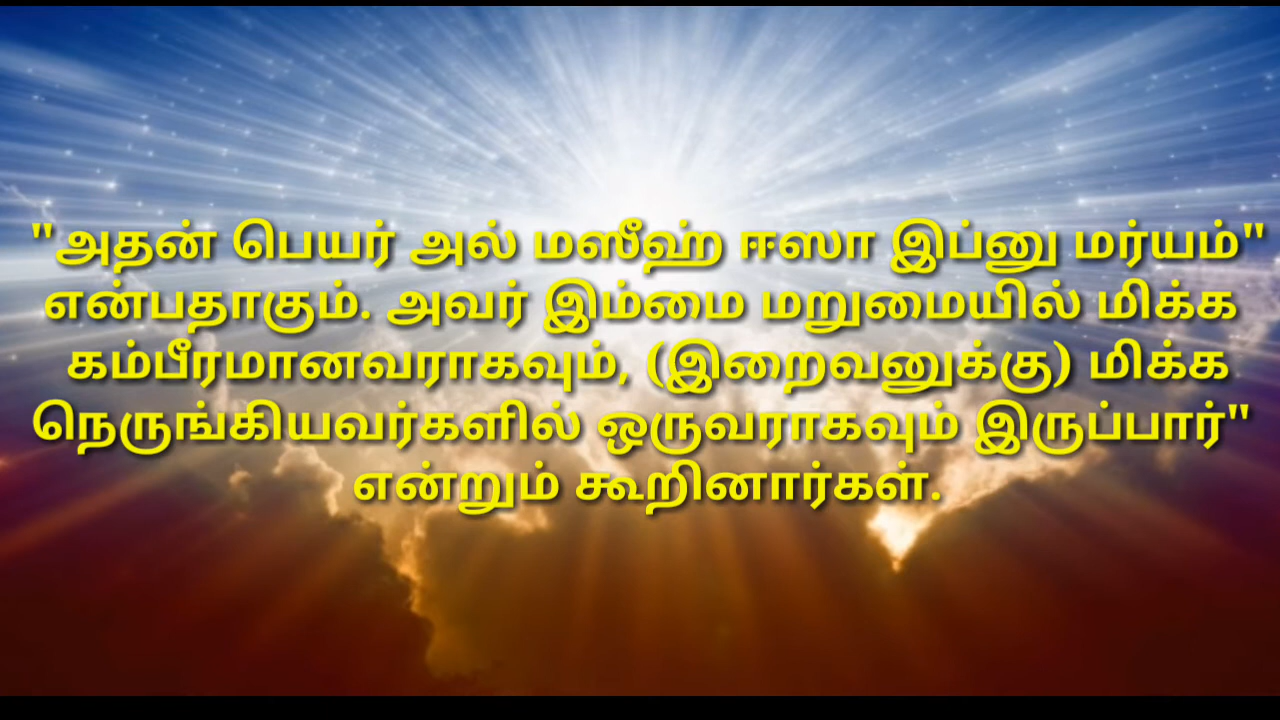 "அதன் பெயர் அல் மஸீஹ் ஈஸா இப்னு மர்யம்"
என்பதாகும். அவர் இம்மை மறுமையில் மிக்க
கம்பீரமானவராகவும், (இறைவனுக்கு) மிக்க
நெருங்கியவர்களில் ஒருவராகவும் இருப்பார்"
என்றும் கூறினார்கள்.